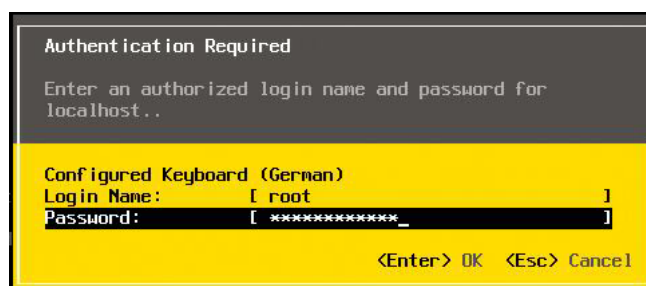 Authentication Required
Enter an authorized login name and password for
localhost..
Configured Keyboard (German)
Login Name: [ root ]
Password: [ ************_ ]
<Enter> OK <Esc> Cancel